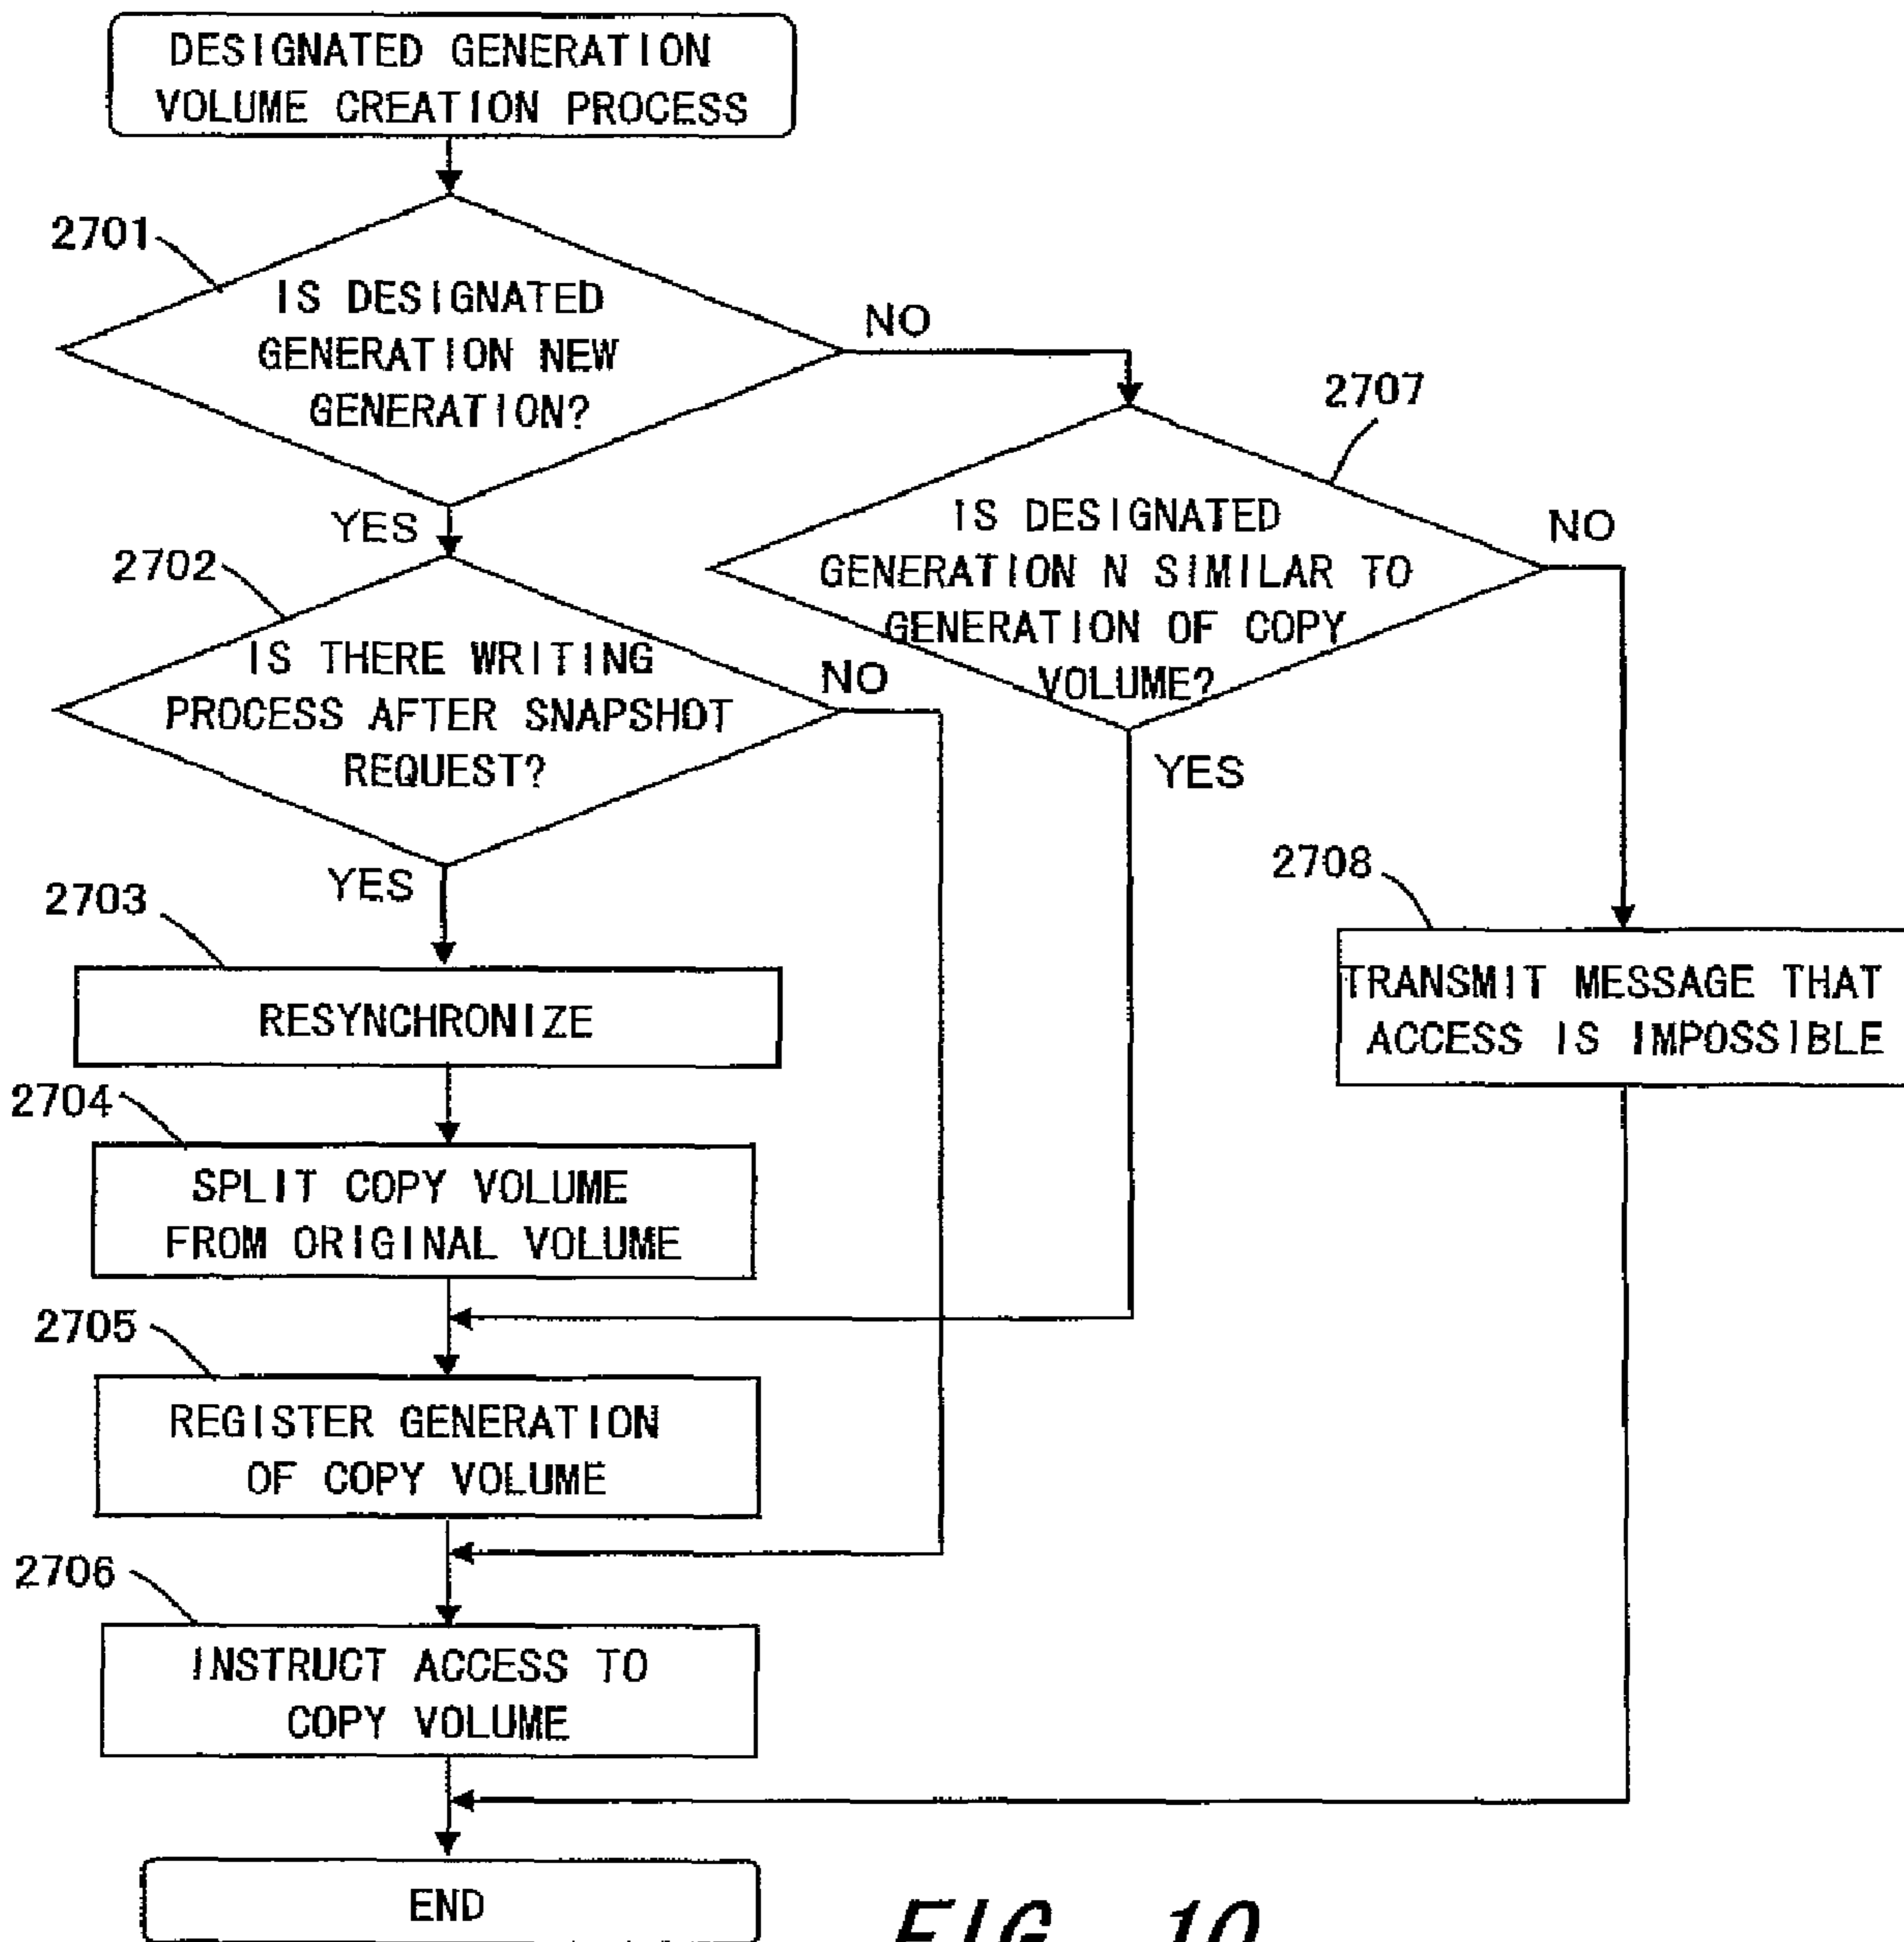 DESIGNATED GENERATION
VOLUME CREATION PROCESS
2701
IS DESIGNATED
GENERATION NEW
GENERATION?
NO
YES
2707
IS DESIGNATED
GENERATION N SIMILAR TO
GENERATION OF COPY
VOLUME?
NO
YES
2702
IS THERE WRITING
PROCESS AFTER SNAPSHOT
REQUEST?
NO
YES
2703
RESYNCHRONIZE
2708
TRANSMIT MESSAGE THAT
ACCESS IS IMPOSSIBLE
2704
SPLIT COPY VOLUME
FROM ORIGINAL VOLUME
2705
REGISTER GENERATION
OF COPY VOLUME
2706
INSTRUCT ACCESS TO
COPY VOLUME
END
FIG. 10